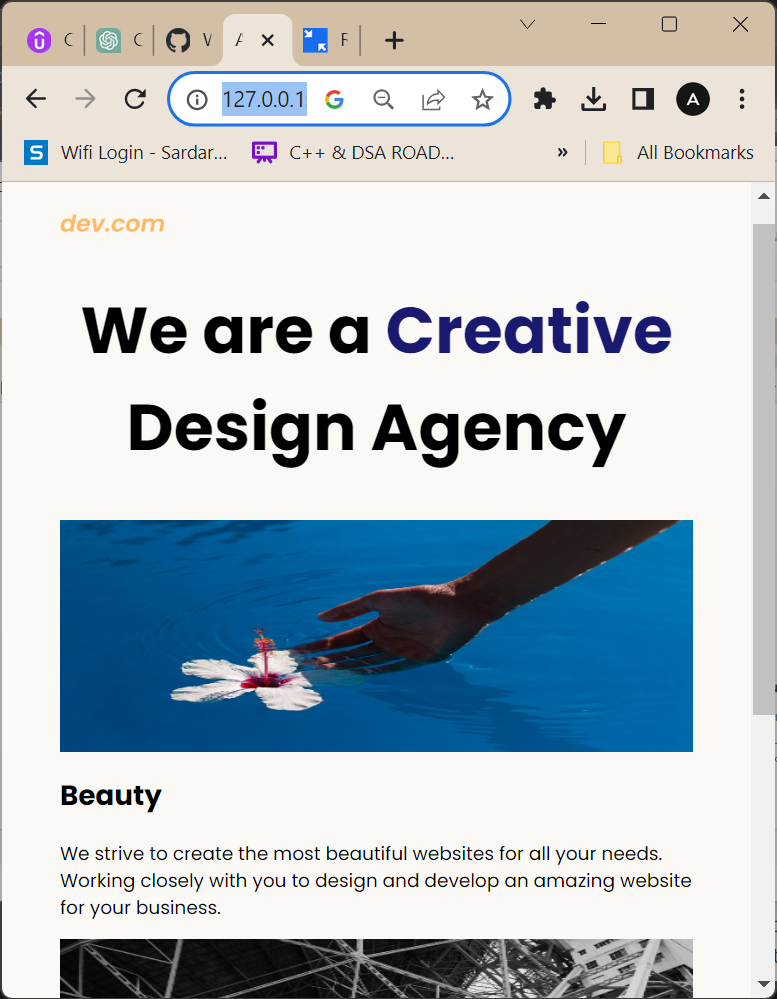 C
C
V
A
F
127.0.0.1
A
Wifi Login - Sardar...
C++ & DSA ROAD...
»
All Bookmarks
dev.com
We are a Creative
Design Agency
Beauty
We strive to create the most beautiful websites for all your needs.
Working closely with you to design and develop an amazing website
for your business.